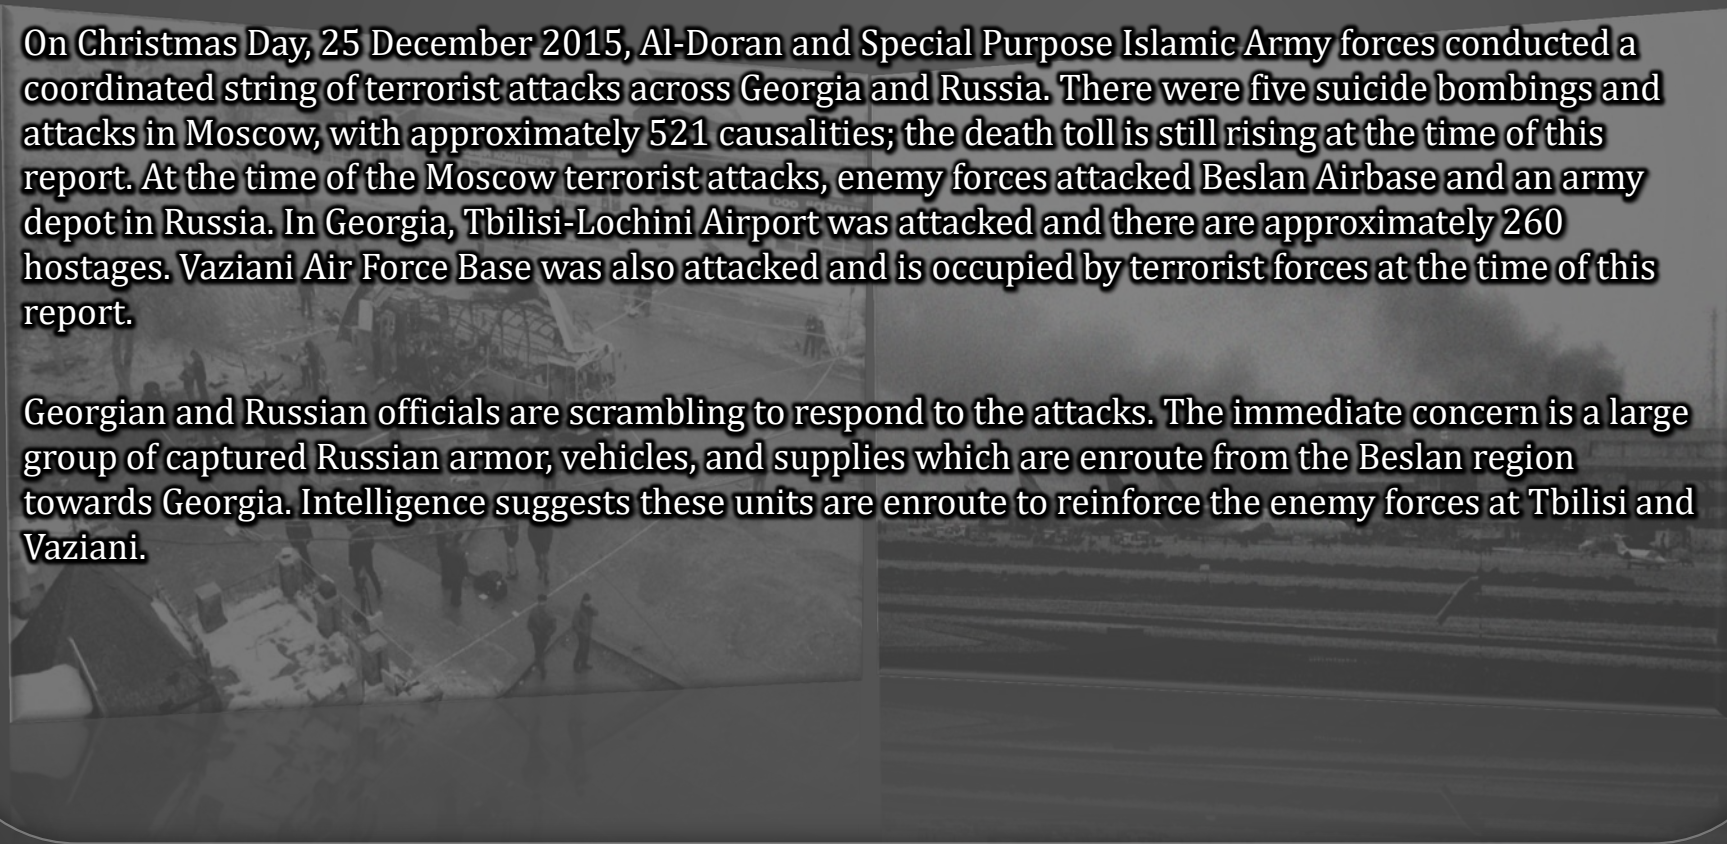 On Christmas Day, 25 December 2015, Al-Doran and Special Purpose Islamic Army forces conducted a
coordinated string of terrorist attacks across Georgia and Russia. There were five suicide bombings and
attacks in Moscow, with approximately 521 causalities; the death toll is still rising at the time of this
report. At the time of the Moscow terrorist attacks, enemy forces attacked Beslan Airbase and an army
depot in Russia. In Georgia, Tbilisi-Lochini Airport was attacked and there are approximately 260
hostages. Vaziani Air Force Base was also attacked and is occupied by terrorist forces at the time of this
report.
Georgian and Russian officials are scrambling to respond to the attacks. The immediate concern is a large
group of captured Russian armor, vehicles, and supplies which are enroute from the Beslan region
towards Georgia. Intelligence suggests these units are enroute to reinforce the enemy forces at Tbilisi and
Vaziani.